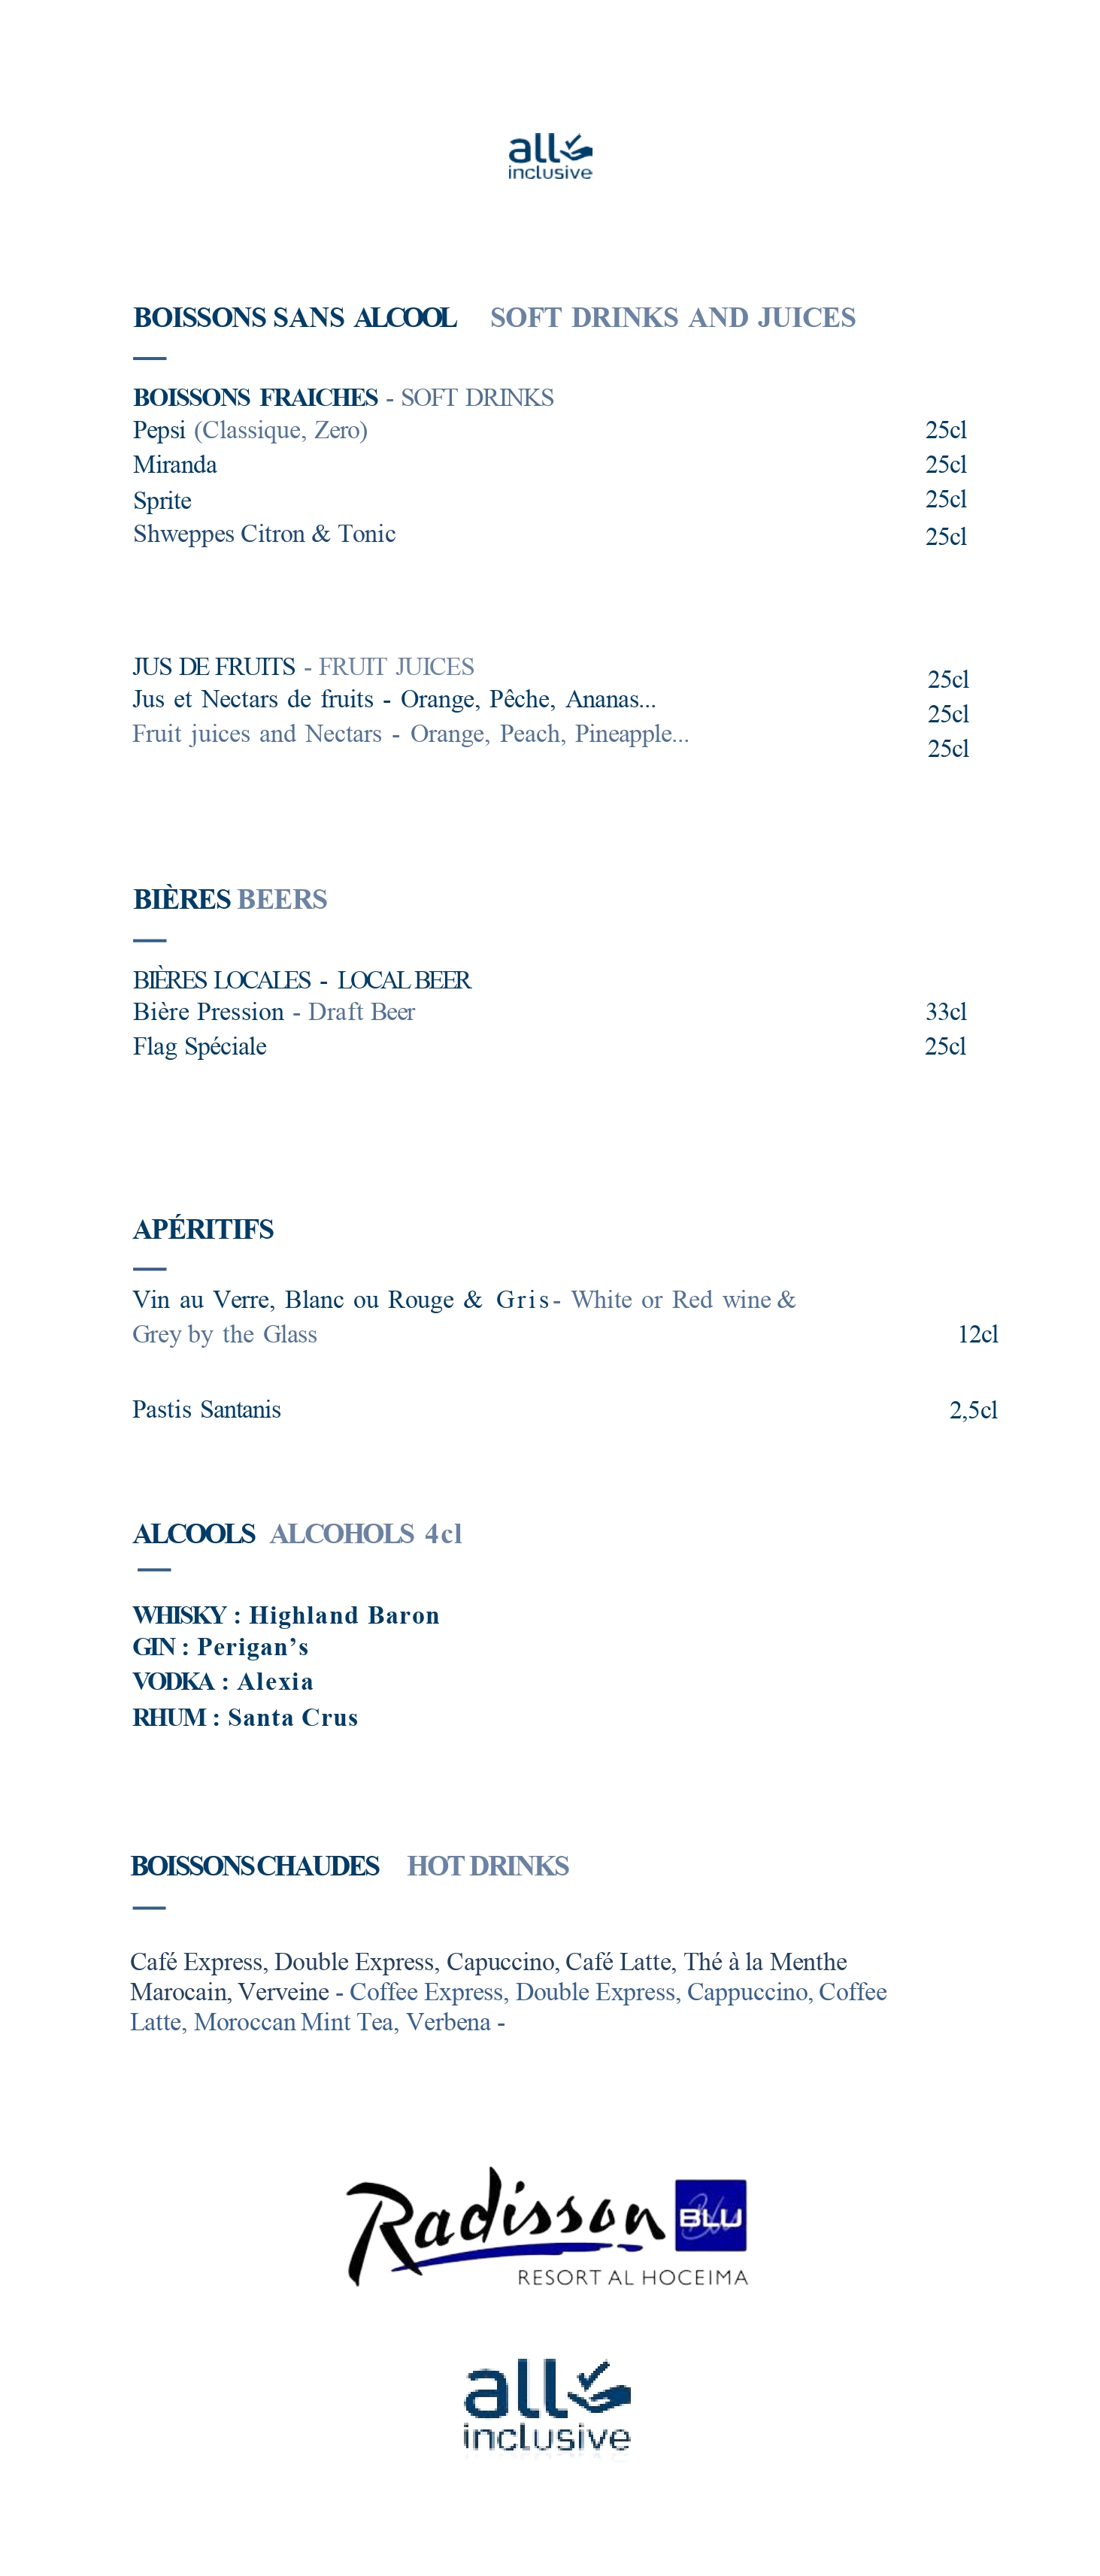 all
inclusive
BOISSONS SANS ALCOOL SOFT DRINKS AND JUICES
BOISSONS FRAICHES - SOFT DRINKS
Pepsi (Classique, Zero) 25cl
Miranda 25cl
Sprite 25cl
Shweppes Citron & Tonic 25cl
JUS DE FRUITS - FRUIT JUICES 25cl
Jus et Nectars de fruits - Orange, Pêche, Ananas... 25cl
Fruit juices and Nectars - Orange, Peach, Pineapple... 25cl
BIÈRES BEERS
BIÈRES LOCALES - LOCAL BEER
Bière Pression - Draft Beer 33cl
Flag Spéciale 25cl
APÉRITIFS
Vin au Verre, Blanc ou Rouge & Gris- White or Red wine &
Grey by the Glass 12cl
Pastis Santanis 2,5cl
ALCOOLS ALCOHOLS 4cl
WHISKY : Highland Baron
GIN : Perigan’s
VODKA : Alexia
RHUM : Santa Crus
BOISSONS CHAUDES HOT DRINKS
Café Express, Double Express, Capuccino, Café Latte, Thé à la Menthe
Marocain, Verveine - Coffee Express, Double Express, Cappuccino, Coffee
Latte, Moroccan Mint Tea, Verbena -
Radisson BLU
RESORT AL HOCEIMA
all
inclusive